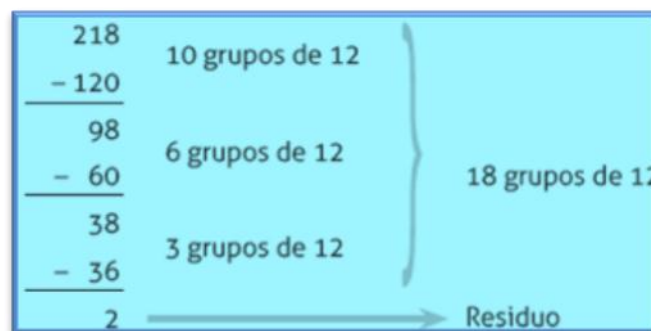 218
10 grupos de 12
– 120
98
6 grupos de 12
– 60
18 grupos de 12
38
3 grupos de 12
– 36
2
Residuo